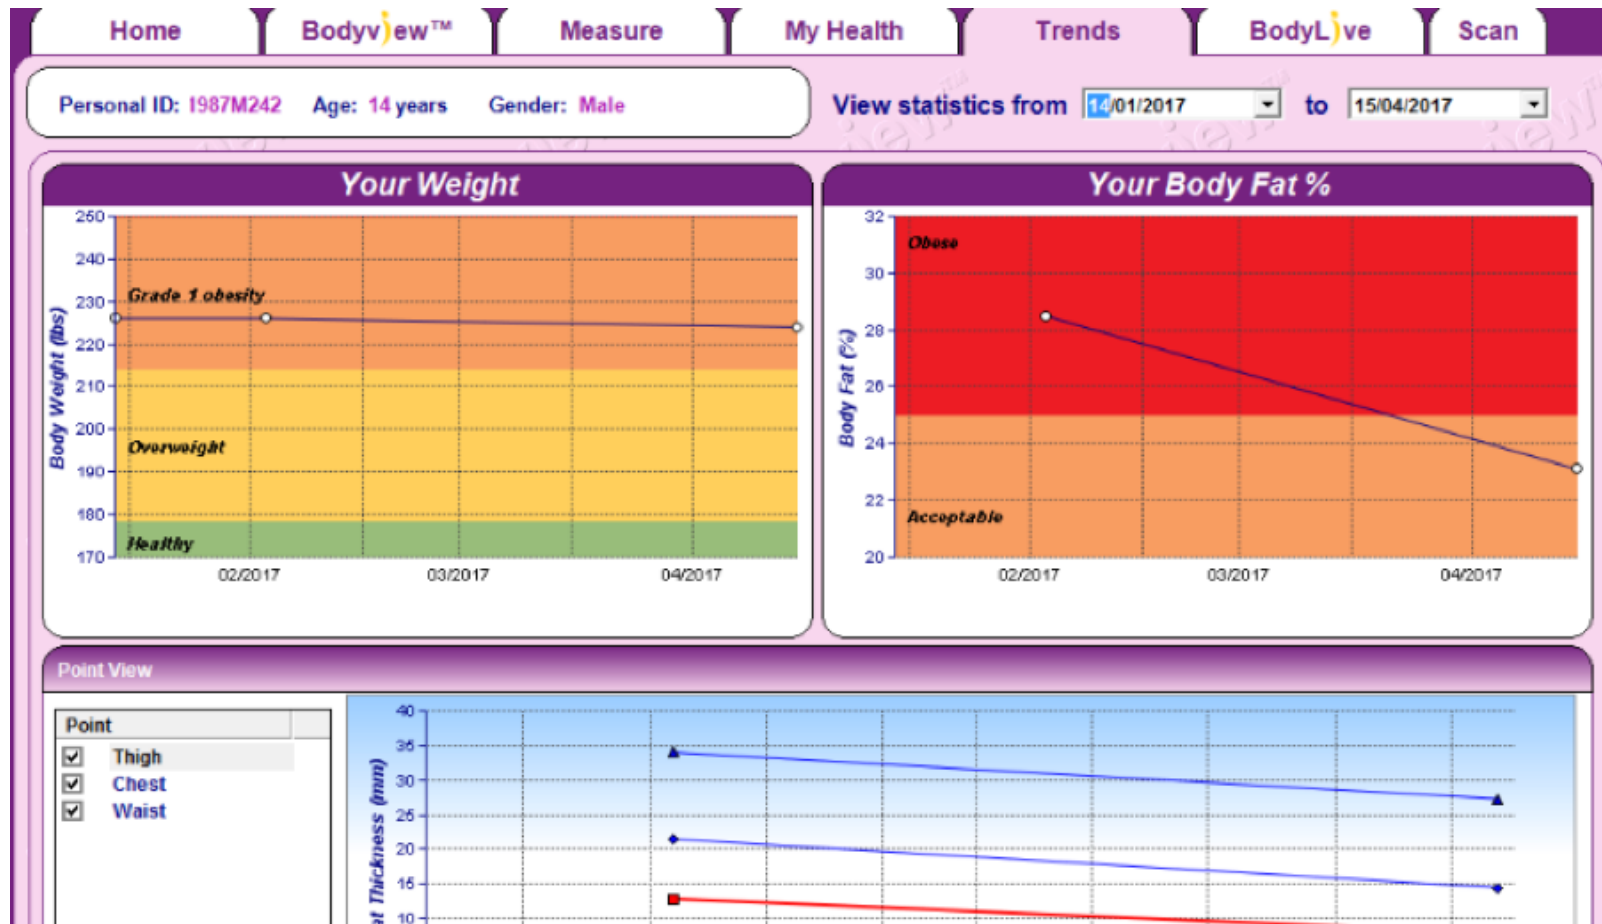 Home Bodyview™ Measure My Health Trends BodyLive Scan
Personal ID: 1987M242 Age: 14 years Gender: Male
View statistics from 14/01/2017 to 15/04/2017
Your Weight
250
240
230
220
210
200
190
180
170
Body Weight (lbs)
Grade 1 obesity
Overweight
Healthy
02/2017 03/2017 04/2017
Your Body Fat %
32
30
28
26
24
22
20
Body Fat (%)
Obese
Acceptable
02/2017 03/2017 04/2017
Point View
Point
Thigh
Chest
Waist
40
35
30
25
20
15
10
Thickness (mm)